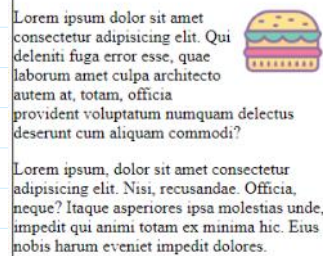 Lorem ipsum dolor sit amet
consectetur adipisicing elit. Qui
deleniti fuga error esse, quae
laborum amet culpa architecto
autem at, totam, officia
provident voluptatum numquam delectus
deserunt cum aliquam commodi?
Lorem ipsum, dolor sit amet consectetur
adipisicing elit. Nisi, recusandae. Officia,
neque? Itaque asperiores ipsa molestias unde,
impedit qui animi totam ex minima hic. Eius
nobis harum eveniet impedit dolores.